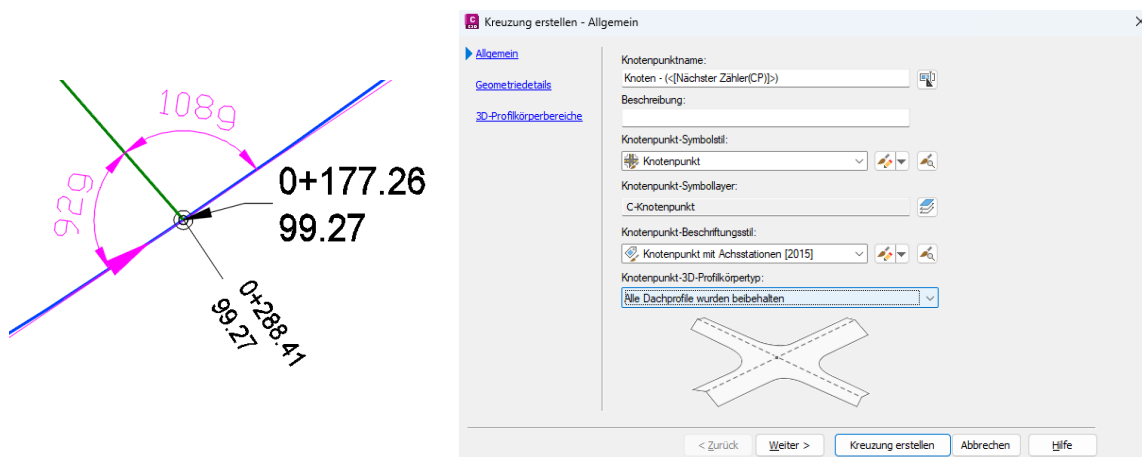 108g
92g
0+177.26
99.27
0+288.41
99.27
C
C3D
Kreuzung erstellen - Allgemein
Allgemein
Geometriedetails
3D-Profilkörperbereiche
Knotenpunktname:
Knoten - (<[Nächster Zähler(CP)]>)
Beschreibung:
Knotenpunkt-Symbolstil:
Knotenpunkt
Knotenpunkt-Symbollayer:
C-Knotenpunkt
Knotenpunkt-Beschriftungsstil:
Knotenpunkt mit Achsstationen [2015]
Knotenpunkt-3D-Profilkörpertyp:
Alle Dachprofile wurden beibehalten
< Zurück
Weiter >
Kreuzung erstellen
Abbrechen
Hilfe